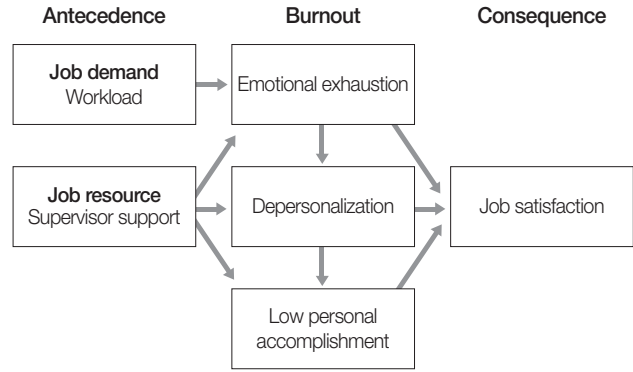 Antecedence
Burnout
Consequence
Job demand
Workload
Emotional exhaustion
Job resource
Supervisor support
Depersonalization
Job satisfaction
Low personal
accomplishment